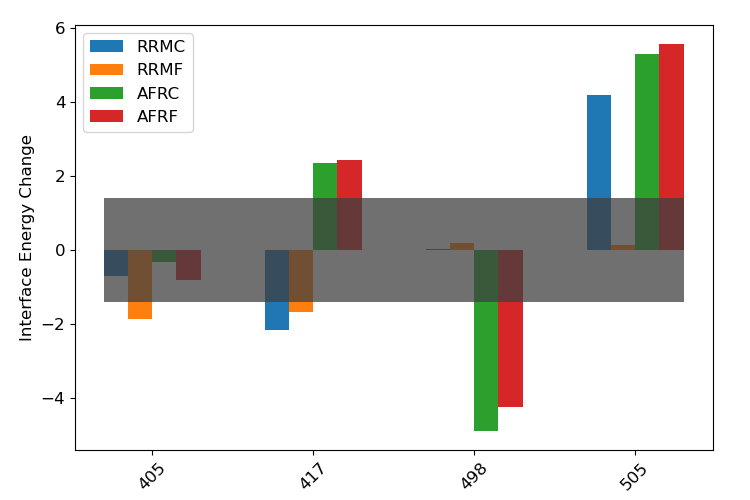 RRMC
RRMF
AFRC
AFRF
Interface Energy Change
6
4
2
0
−2
−4
405
417
498
505